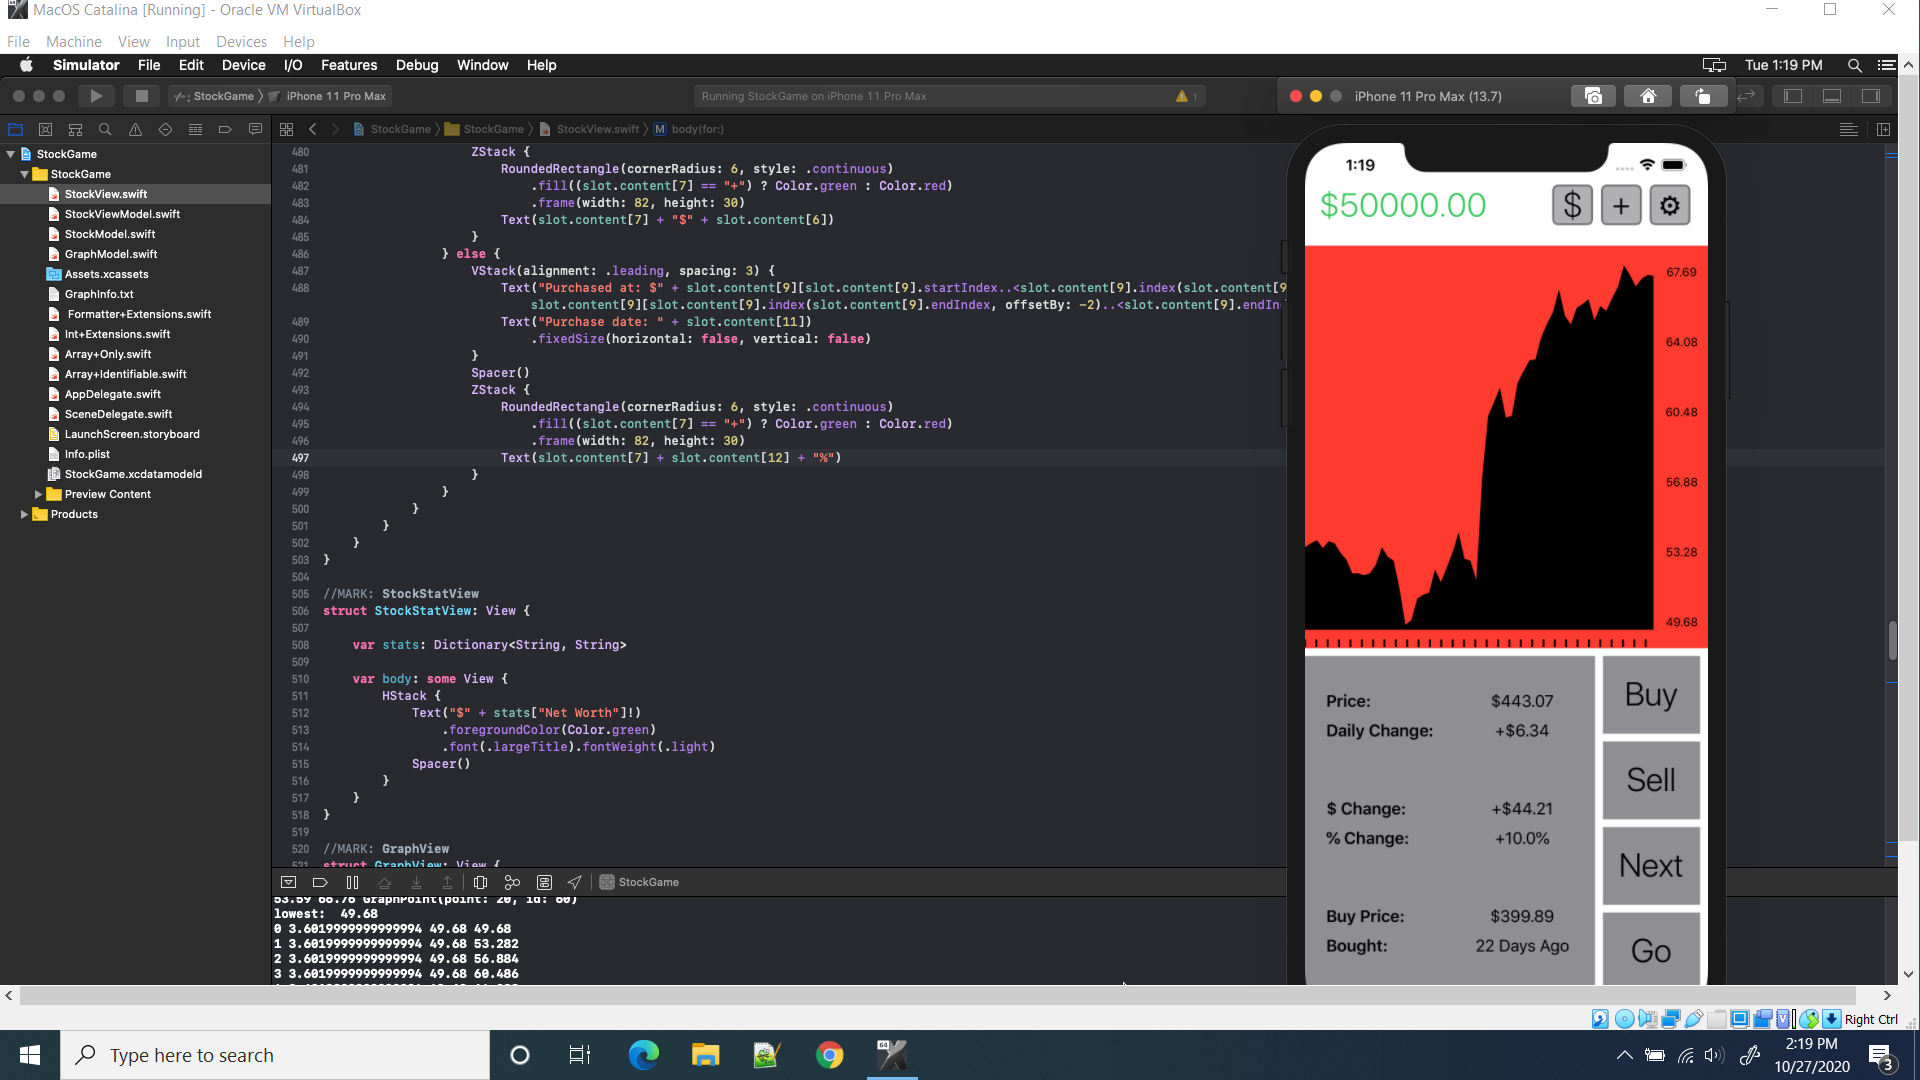 MacOS Catalina [Running] - Oracle VM VirtualBox
File Machine View Input Devices Help
Simulator File Edit Device I/O Features Debug Window Help
Tue 1:19 PM
StockGame iPhone 11 Pro Max
Running StockGame on iPhone 11 Pro Max
1
iPhone 11 Pro Max (13.7)
StockGame StockGame StockView.swift M body(for:)
StockGame
StockGame
StockView.swift
StockViewModel.swift
StockModel.swift
GraphModel.swift
Assets.xcassets
GraphInfo.txt
Formatter+Extensions.swift
Int+Extensions.swift
Array+Only.swift
Array+Identifiable.swift
AppDelegate.swift
SceneDelegate.swift
LaunchScreen.storyboard
Info.plist
StockGame.xcdatamodeld
Preview Content
Products
480 ZStack {
481 RoundedRectangle(cornerRadius: 6, style: .continuous)
482 .fill((slot.content[7] == "+") ? Color.green : Color.red)
483 .frame(width: 82, height: 30)
484 Text(slot.content[7] + "$" + slot.content[6])
485 }
486 } else {
487 VStack(alignment: .leading, spacing: 3) {
488 Text("Purchased at: $" + slot.content[9][slot.content[9].startIndex..<slot.content[9].index(slot.content[9
slot.content[9][slot.content[9].index(slot.content[9].endIndex, offsetBy: -2)..<slot.content[9].endIn
489 Text("Purchase date: " + slot.content[11])
490 .fixedSize(horizontal: false, vertical: false)
491 }
492 Spacer()
493 ZStack {
494 RoundedRectangle(cornerRadius: 6, style: .continuous)
495 .fill((slot.content[7] == "+") ? Color.green : Color.red)
496 .frame(width: 82, height: 30)
497 Text(slot.content[7] + slot.content[12] + "%")
498 }
499 }
500 }
501 }
502 }
503 }
504
505 //MARK: StockStatView
506 struct StockStatView: View {
507
508 var stats: Dictionary<String, String>
509
510 var body: some View {
511 HStack {
512 Text("$" + stats["Net Worth"]!)
513 .foregroundColor(Color.green)
514 .font(.largeTitle).fontWeight(.light)
515 Spacer()
516 }
517 }
518 }
519
520 //MARK: GraphView
521 struct GraphView: View {
StockGame
53.59 66.76 GraphPoint(point: 20, id: 60)
lowest: 49.68
0 3.6019999999999994 49.68 49.68
1 3.6019999999999994 49.68 53.282
2 3.6019999999999994 49.68 56.884
3 3.6019999999999994 49.68 60.486
1:19
$50000.00 $ +
67.69
64.08
60.48
56.88
53.28
49.68
Price: $443.07
Daily Change: +$6.34
$ Change: +$44.21
% Change: +10.0%
Buy Price: $399.89
Bought: 22 Days Ago
Buy
Sell
Next
Go
Right Ctrl
Type here to search
64
2:19 PM
10/27/2020
3